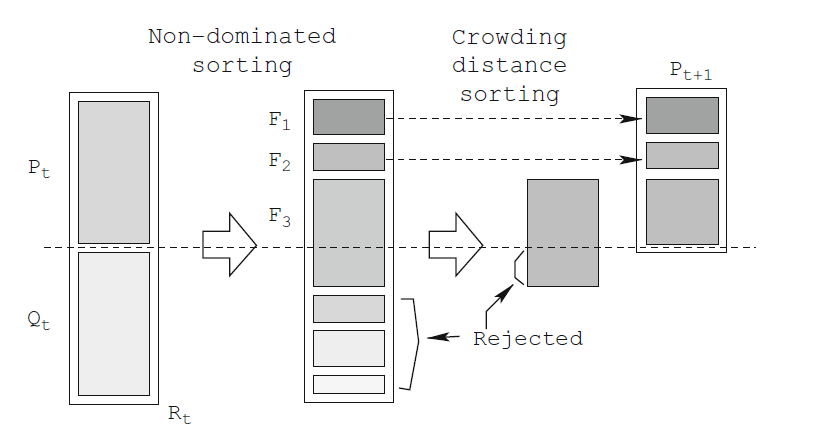 Non-dominated
sorting
Crowding
distance
sorting
Pt+1
F1
F2
Pt
F3
Qt
Rejected
Rt